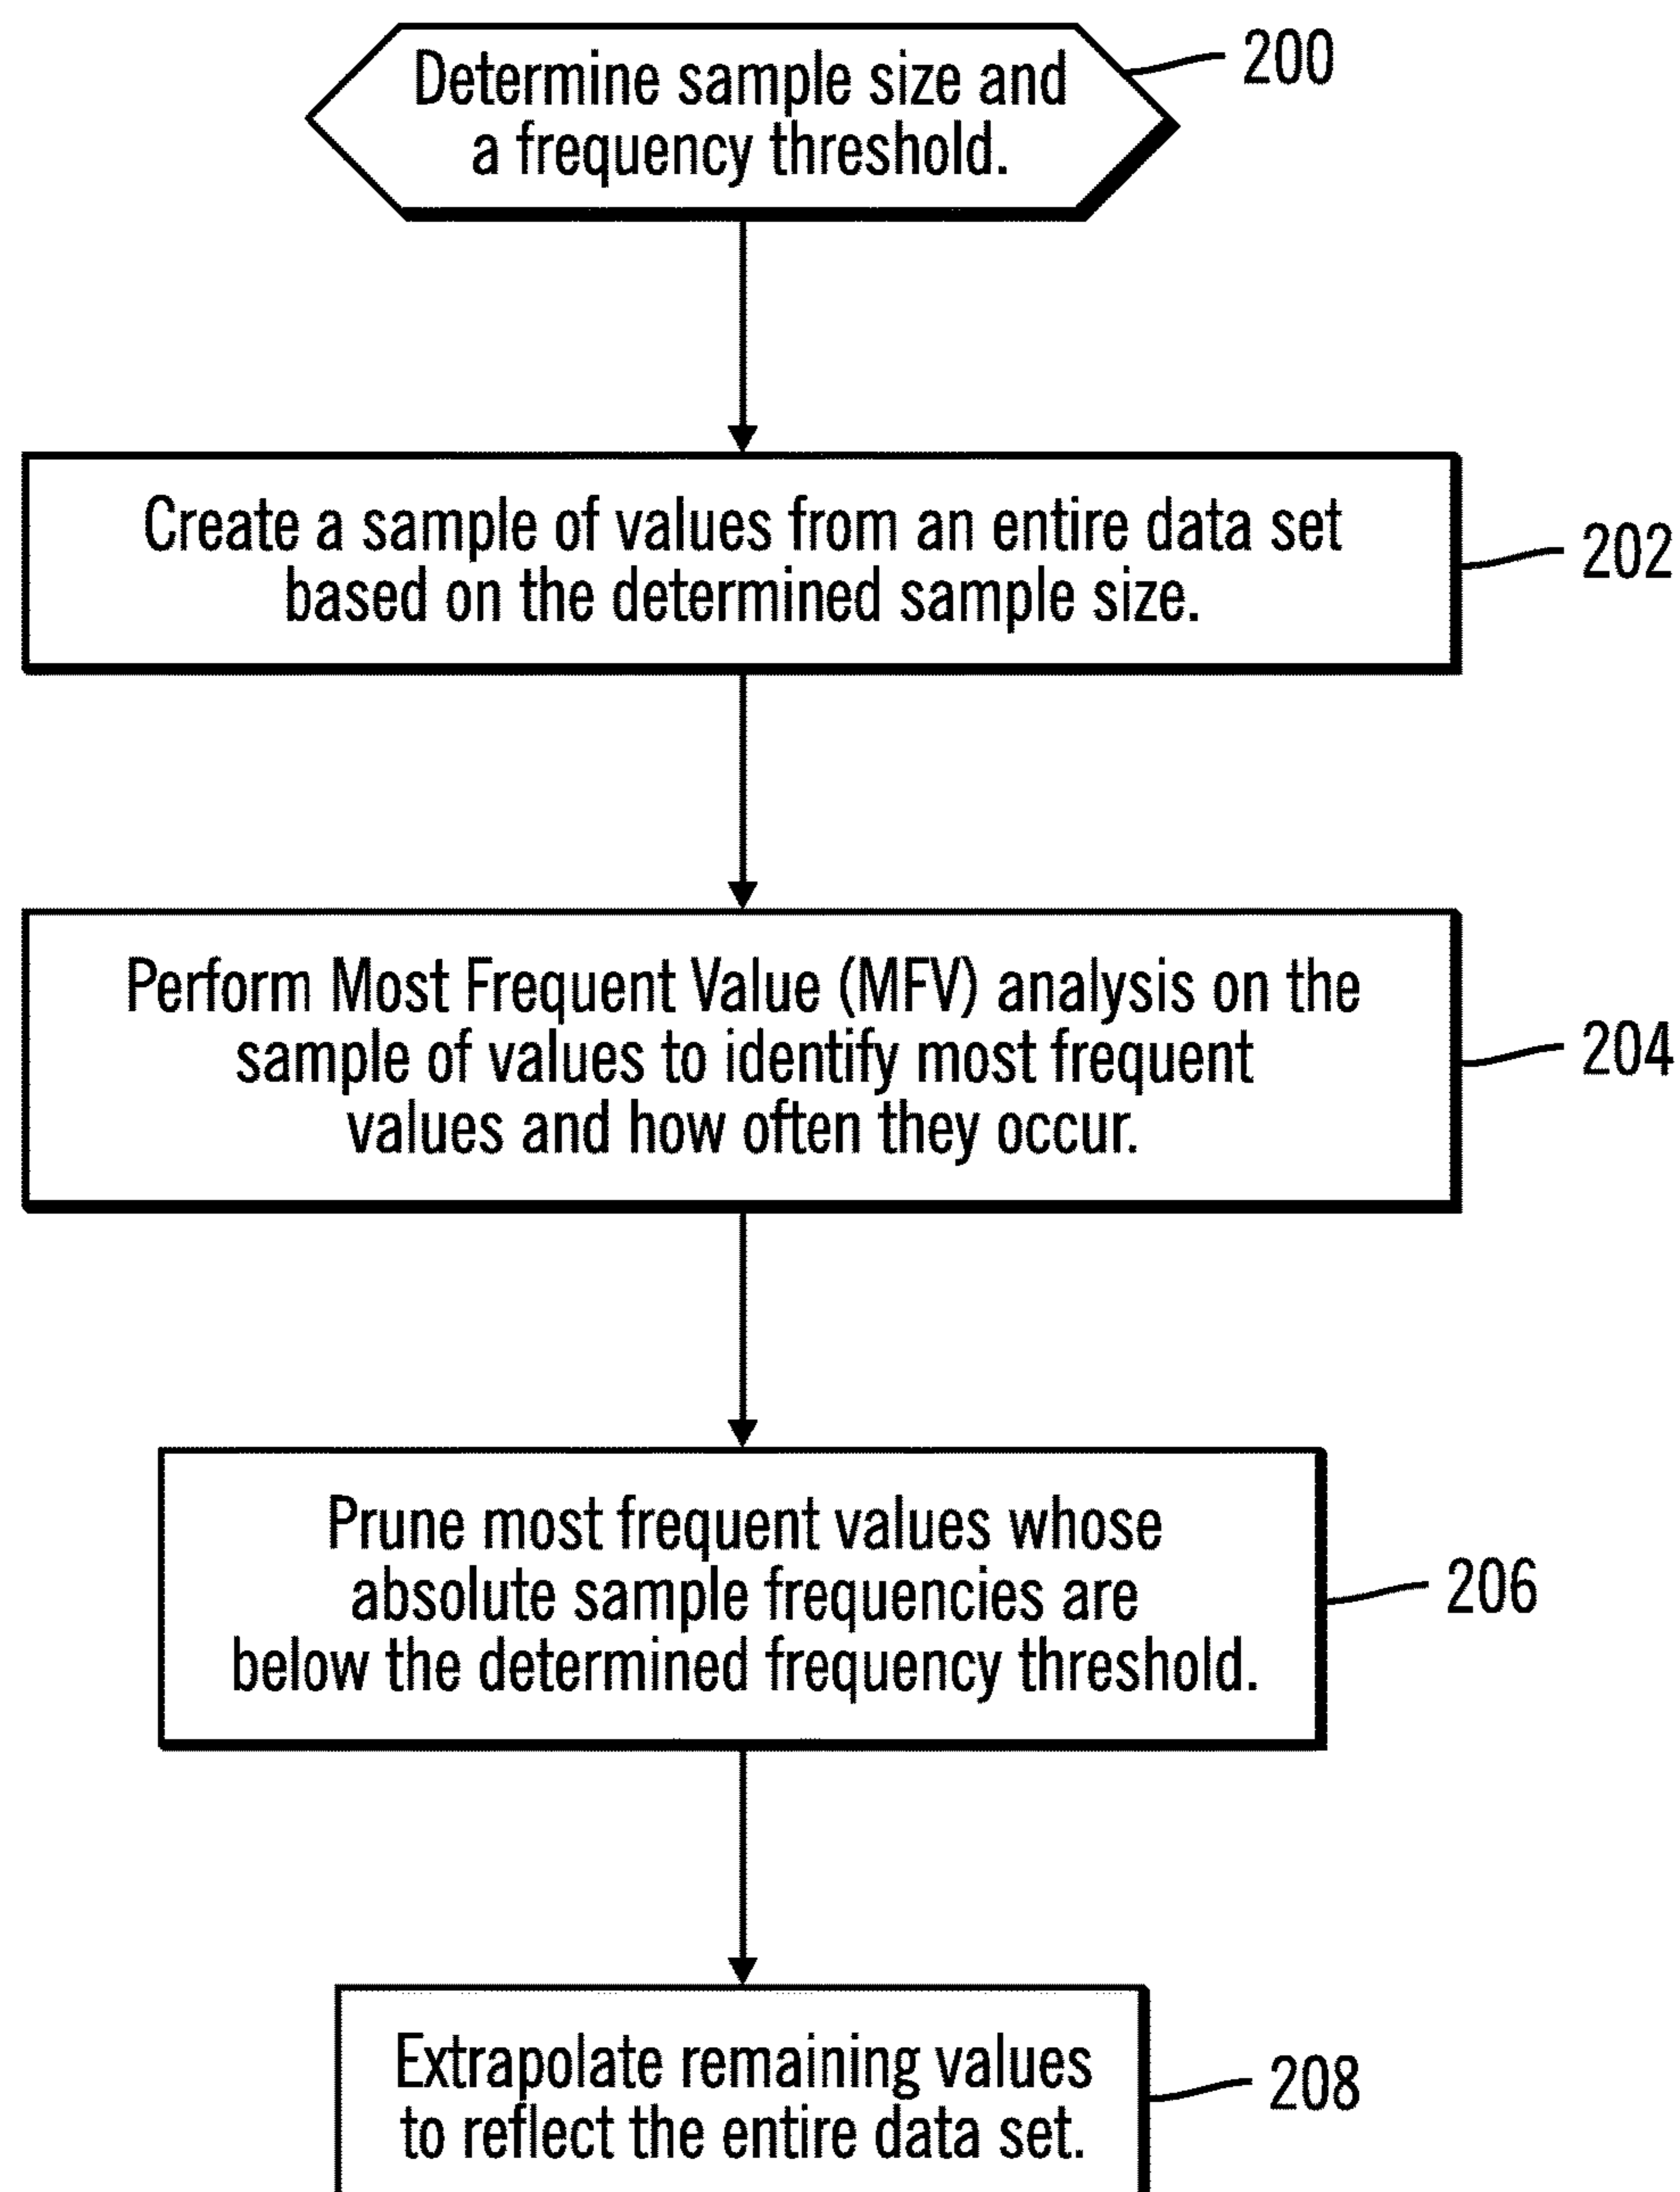 Determine sample size and
a frequency threshold.
200
Create a sample of values from an entire data set
based on the determined sample size.
202
Perform Most Frequent Value (MFV) analysis on the
sample of values to identify most frequent
values and how often they occur.
204
Prune most frequent values whose
absolute sample frequencies are
below the determined frequency threshold.
206
Extrapolate remaining values
to reflect the entire data set.
208